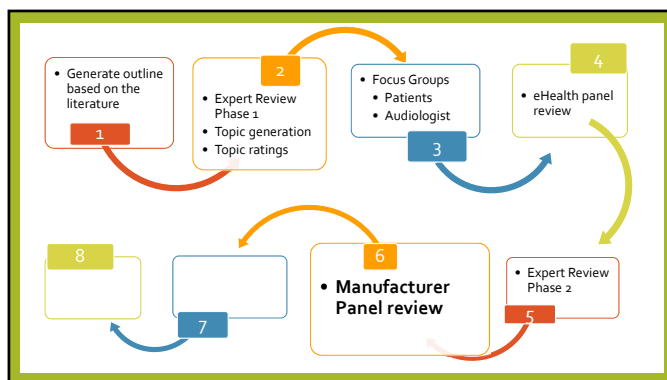 • Generate outline
based on the
literature
1
2
• Expert Review
Phase 1
• Topic generation
• Topic ratings
• Focus Groups
• Patients
• Audiologist
3
4
• eHealth panel
review
8
7
6
• Manufacturer
Panel review
• Expert Review
Phase 2
5